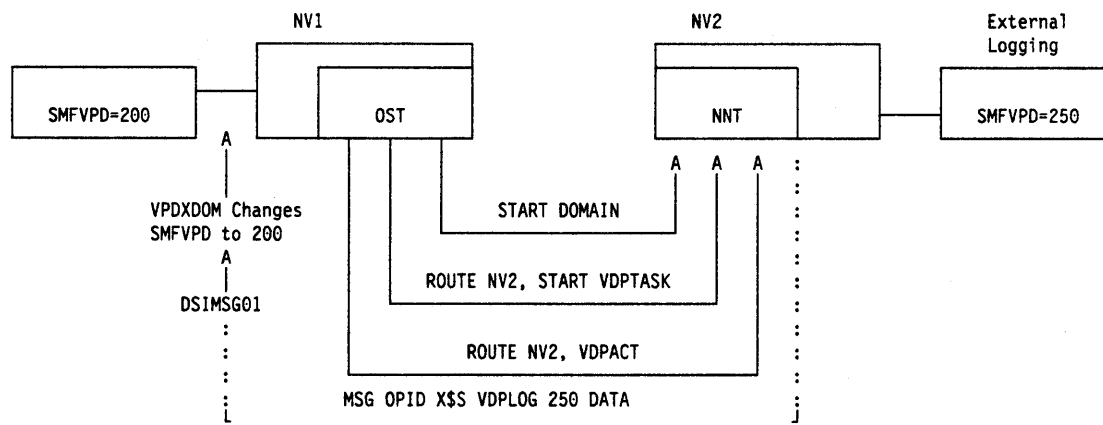 NV1
NV2
External
Logging
SMFVPD=200
OST
NNT
SMFVPD=250
A
A
A
A
VPDXDOM Changes
SMFVPD to 200
START DOMAIN
A
ROUTE NV2, START VDPTASK
DSIMSG01
ROUTE NV2, VDPACT
MSG OPID X$S VDPLOG 250 DATA